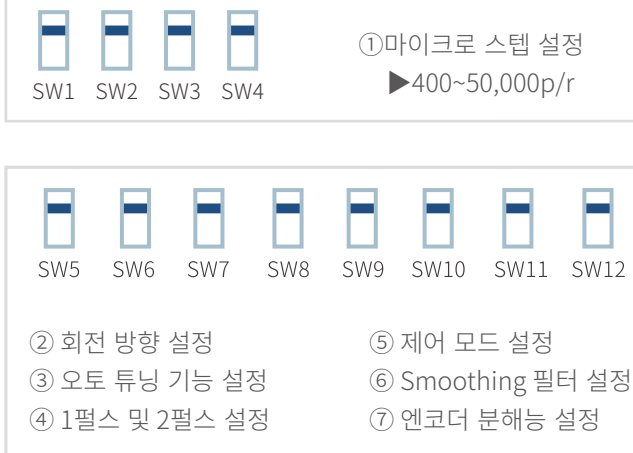 SW1 SW2 SW3 SW4
①마이크로 스텝 설정
▶400~50,000p/r
SW5 SW6 SW7 SW8 SW9 SW10 SW11 SW12
② 회전 방향 설정
③ 오토 튜닝 기능 설정
④ 1펄스 및 2펄스 설정
⑤ 제어 모드 설정
⑥ Smoothing 필터 설정
⑦ 엔코더 분해능 설정